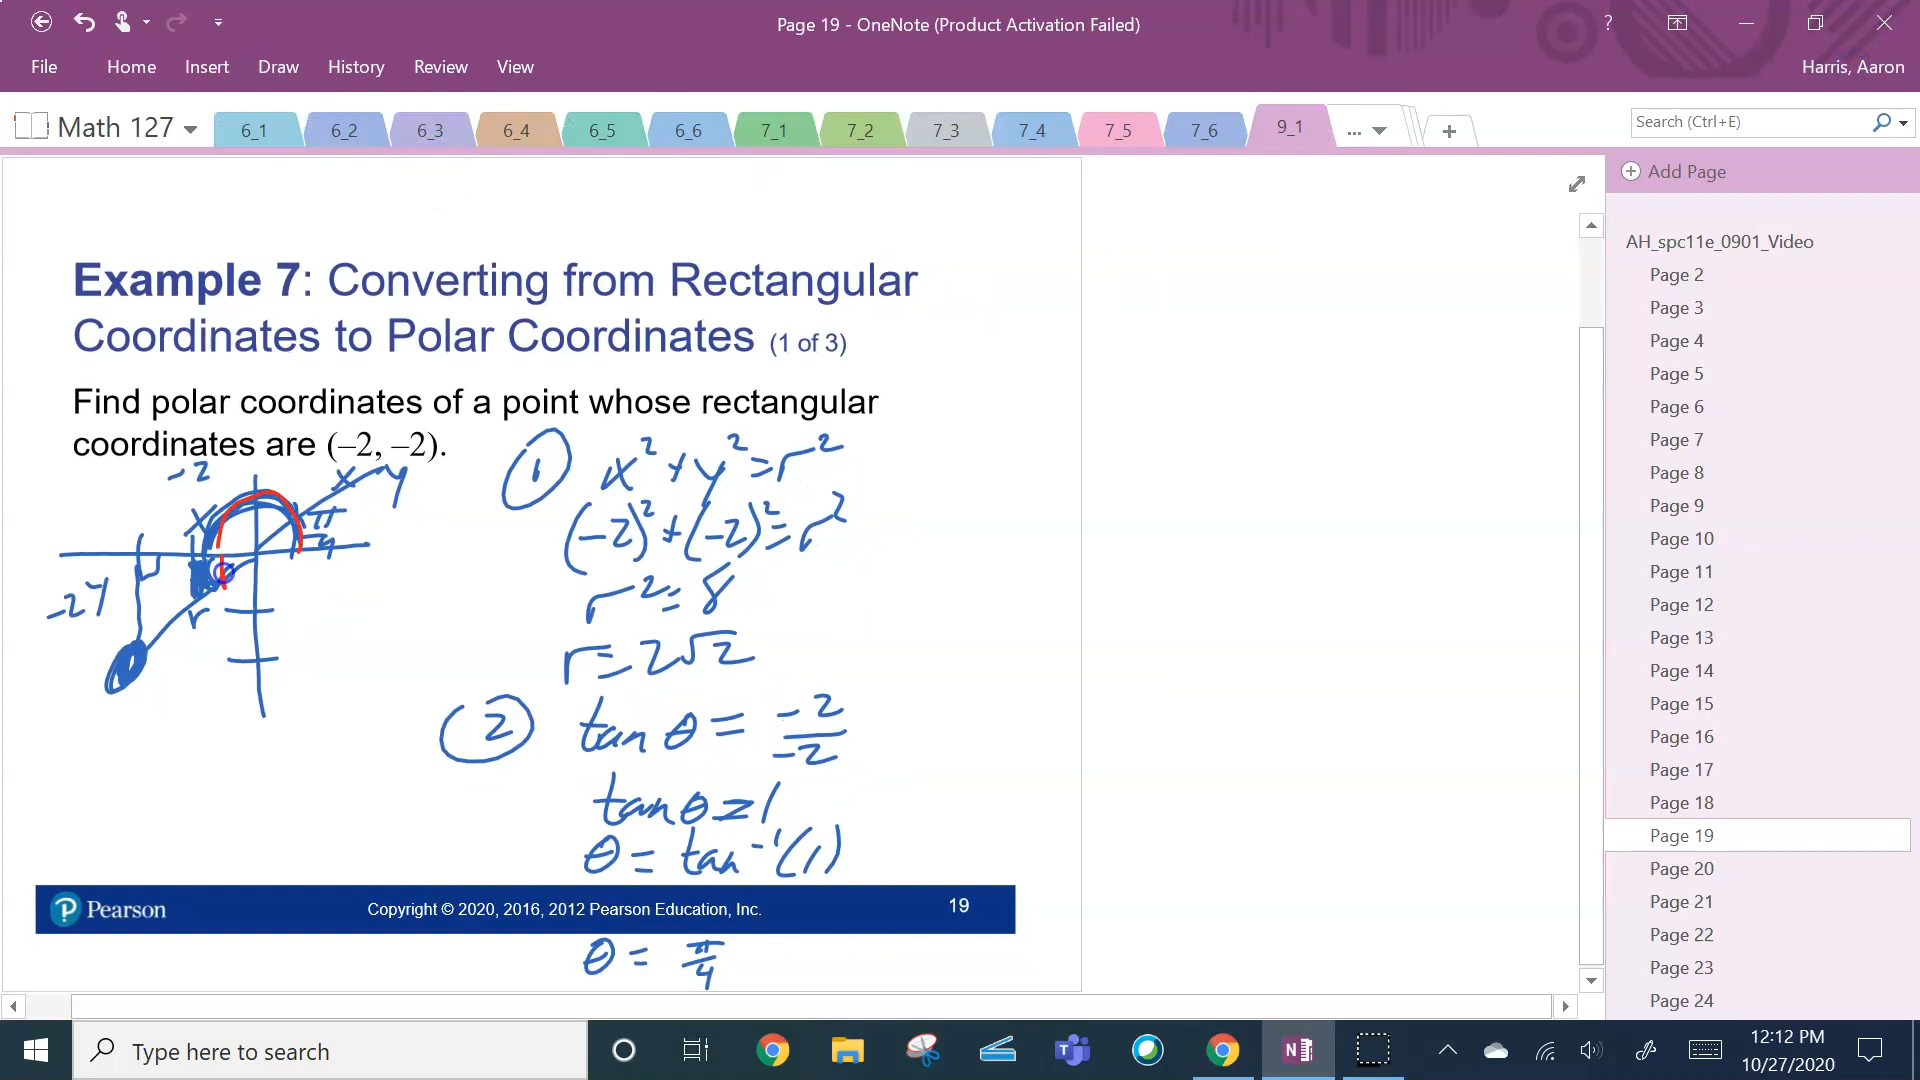 Page 19 - OneNote (Product Activation Failed)
?
File Home Insert Draw History Review View
Harris, Aaron
Math 127
6_1 6_2 6_3 6_4 6_5 6_6 7_1 7_2 7_3 7_4 7_5 7_6 9_1 ...
Search (Ctrl+E)
Add Page
AH_spc11e_0901_Video
Page 2
Page 3
Page 4
Page 5
Page 6
Page 7
Page 8
Page 9
Page 10
Page 11
Page 12
Page 13
Page 14
Page 15
Page 16
Page 17
Page 18
Page 19
Page 20
Page 21
Page 22
Page 23
Page 24
Example 7: Converting from Rectangular
Coordinates to Polar Coordinates (1 of 3)
Find polar coordinates of a point whose rectangular
coordinates are (–2, –2).
-2
x
y
x
π/4
-2 y
r
1 x² + y² = r²
(-2)² + (-2)² = r²
r² = 8
r = 2√2
2 tan θ = -2/-2
tan θ = 1
θ = tan⁻¹(1)
Pearson
Copyright © 2020, 2016, 2012 Pearson Education, Inc.
19
θ = π/4
Type here to search
12:12 PM
10/27/2020